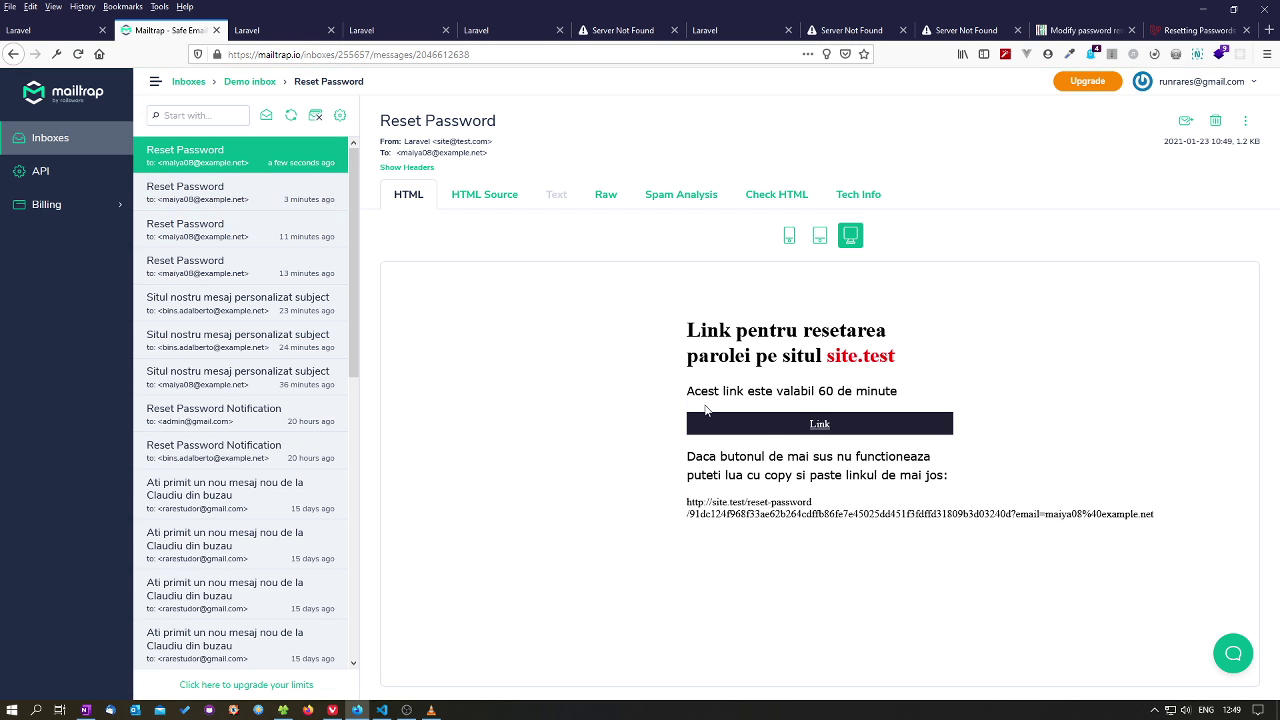 File Edit View History Bookmarks Tools Help
Laravel
Mailtrap - Safe Email
Laravel
Laravel
Laravel
Server Not Found
Laravel
Server Not Found
Server Not Found
Modify password re
Resetting Passwords
https://mailtrap.io/inboxes/255657/messages/2046612638
4
9
mailtrap
by railsware
Inboxes
API
Billing
Inboxes
Demo inbox
Reset Password
Upgrade
runrares@gmail.com
Start with...
Reset Password
to: <maiya08@example.net> a few seconds ago
Reset Password
to: <maiya08@example.net> 3 minutes ago
Reset Password
to: <maiya08@example.net> 11 minutes ago
Reset Password
to: <maiya08@example.net> 13 minutes ago
Situl nostru mesaj personalizat subject
to: <bins.adalberto@example.net> 23 minutes ago
Situl nostru mesaj personalizat subject
to: <bins.adalberto@example.net> 24 minutes ago
Situl nostru mesaj personalizat subject
to: <maiya08@example.net> 36 minutes ago
Reset Password Notification
to: <admin@gmail.com> 20 hours ago
Reset Password Notification
to: <bins.adalberto@example.net> 20 hours ago
Ati primit un nou mesaj nou de la
Claudiu din buzau
to: <rarestudor@gmail.com> 15 days ago
Ati primit un nou mesaj nou de la
Claudiu din buzau
to: <rarestudor@gmail.com> 15 days ago
Ati primit un nou mesaj nou de la
Claudiu din buzau
to: <rarestudor@gmail.com> 15 days ago
Ati primit un nou mesaj nou de la
Claudiu din buzau
to: <rarestudor@gmail.com> 15 days ago
Click here to upgrade your limits
Reset Password
From: Laravel <site@test.com>
To: <maiya08@example.net>
Show Headers
2021-01-23 10:49, 1.2 KB
HTML
HTML Source
Text
Raw
Spam Analysis
Check HTML
Tech Info
Link pentru resetarea
parolei pe situl site.test
Acest link este valabil 60 de minute
Link
Daca butonul de mai sus nu functioneaza
puteti lua cu copy si paste linkul de mai jos:
http://site.test/reset-password
/91dc124f968f33ae62b264cdffb86fe7e45025dd451f3fdffd31809b3d03240d?email=maiya08%40example.net
ENG 12:49